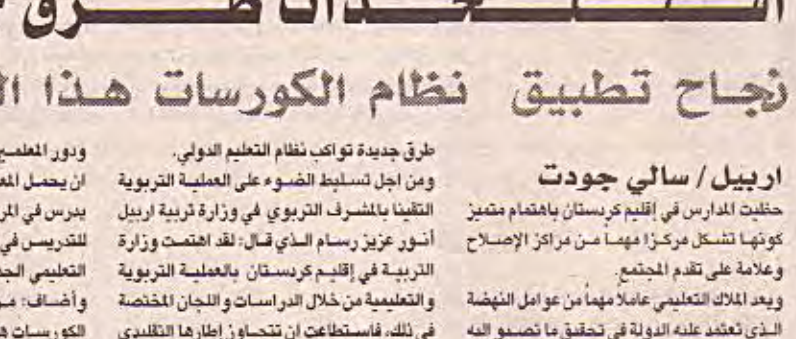 طرق
نجاح تطبيق نظام الكورسات هذا
اربيل / سالي جودت
حظيت المدارس في إقليم كردستان باهتمام متميز
كونها تشكل مركزا مهماً من مراكز الإصلاح
وعلامة على تقدم المجتمع.
ويعد الملاك التعليمي عاملا مهماً من عوامل النهضة
الذي تعتمد عليه الدولة في تحقيق ما تصبو اليه
طرق جديدة تواكب نظام التعليم الدولي.
ومن اجل تسليط الضوء على العملية التربوية
التقينا بالمشرف التربوي في وزارة تربية اربيل
أنور عزيز رسام الذي قال: لقد اهتمت وزارة
التربية في إقليم كردستان بالعملية التربوية
والتعليمية من خلال الدراسات واللجان المختصة
في ذلك، فاستطاعت ان تتجاوز إطارها التقليدي
ودور
ان يحمل
يدرس في
للتدريس في
التعليمي
وأضاف:
الكورسات